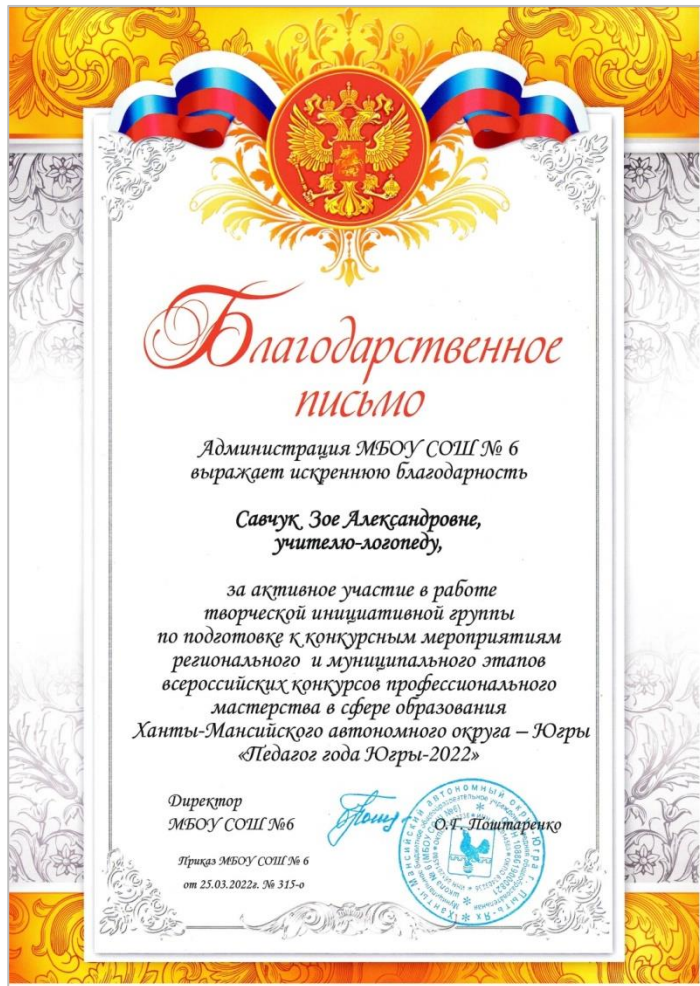 Благодарственное
письмо
Администрация МБОУ СОШ № 6
выражает искреннюю благодарность
Савчук Зое Александровне,
учителю-логопеду,
за активное участие в работе
творческой инициативной группы
по подготовке к конкурсным мероприятиям
регионального и муниципального этапов
всероссийских конкурсов профессионального
мастерства в сфере образования
Ханты-Мансийского автономного округа – Югры
«Педагог года Югры-2022»
Директор
МБОУ СОШ №6 О.Г. Поштаренко
Приказ МБОУ СОШ № 6
от 25.03.2022г. № 315-о